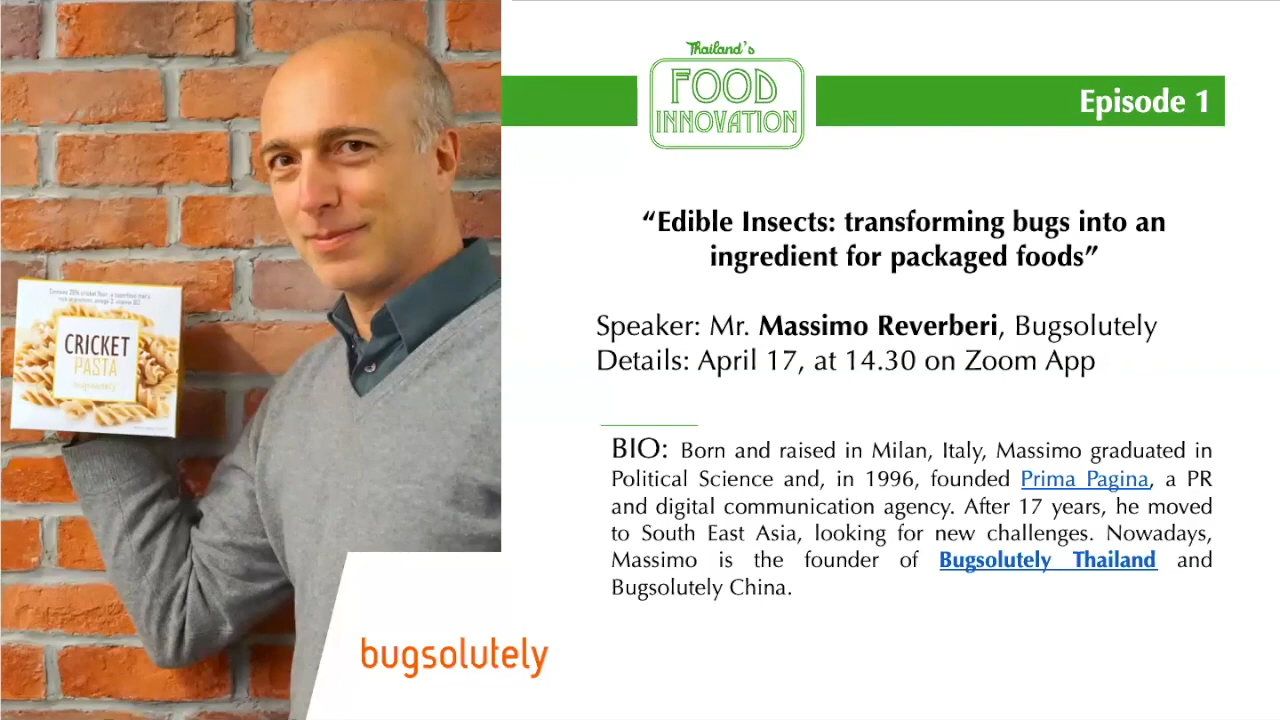 Thailand's
FOOD
INNOVATION
Episode 1
“Edible Insects: transforming bugs into an
ingredient for packaged foods”
Speaker: Mr. Massimo Reverberi, Bugsolutely
Details: April 17, at 14.30 on Zoom App
BIO: Born and raised in Milan, Italy, Massimo graduated in
Political Science and, in 1996, founded Prima Pagina, a PR
and digital communication agency. After 17 years, he moved
to South East Asia, looking for new challenges. Nowadays,
Massimo is the founder of Bugsolutely Thailand and
Bugsolutely China.
CRICKET
PASTA
bugsolutely
bugsolutely